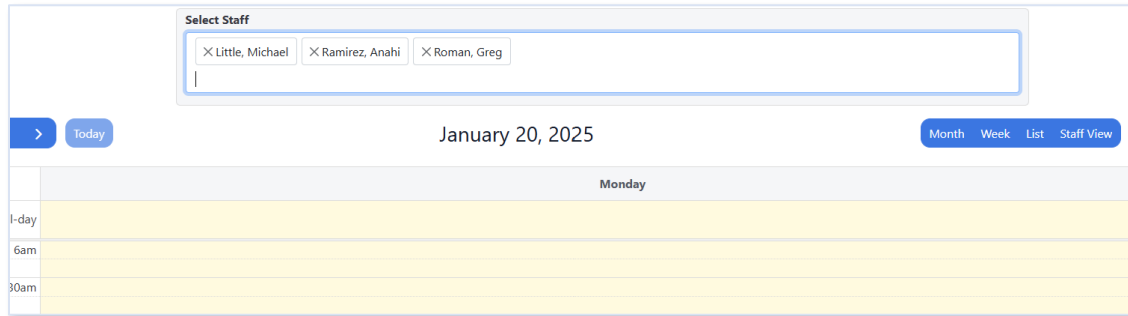 Select Staff
Little, Michael Ramirez, Anahi Roman, Greg
Today January 20, 2025 Month Week List Staff View
Monday
l-day
6am
30am